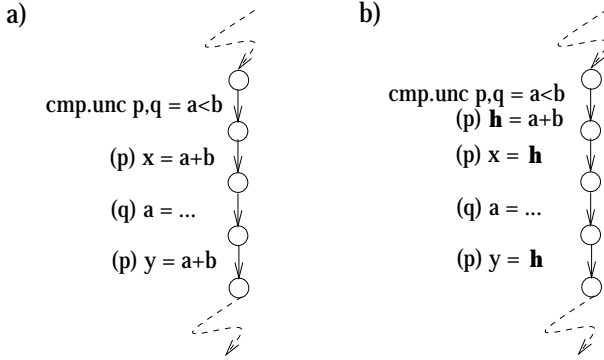 a)
cmp.unc p,q = a<b
(p) x = a+b
(q) a = ...
(p) y = a+b
b)
cmp.unc p,q = a<b
(p) h = a+b
(p) x = h
(q) a = ...
(p) y = h